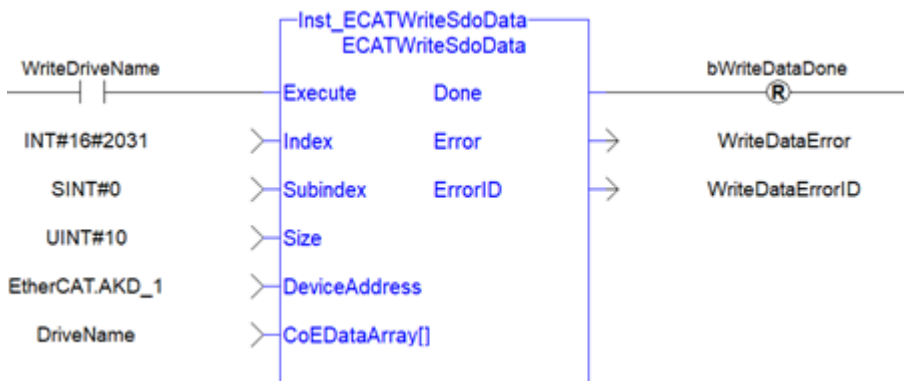 Inst_ECATWriteSdoData
ECATWriteSdoData
WriteDriveName
bWriteDataDone
Execute Done
R
INT#16#2031 Index Error WriteDataError
SINT#0 Subindex ErrorID WriteDataErrorID
UINT#10 Size
EtherCAT.AKD_1 DeviceAddress
DriveName CoEDataArray[]